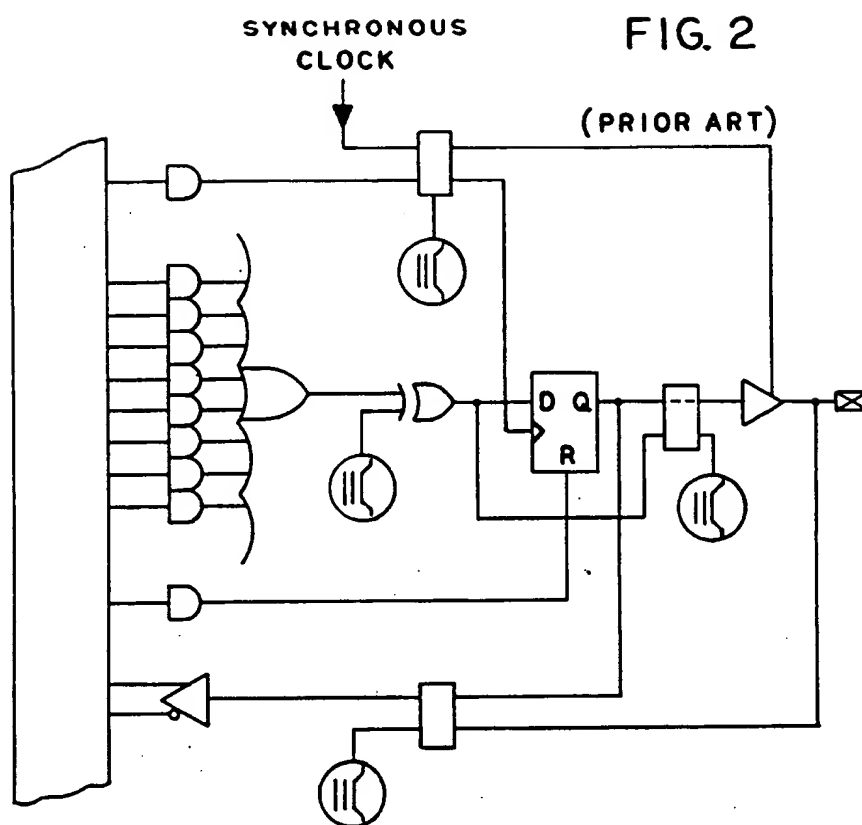 SYNCHRONOUS
CLOCK
FIG. 2
(PRIOR ART)
D Q
R